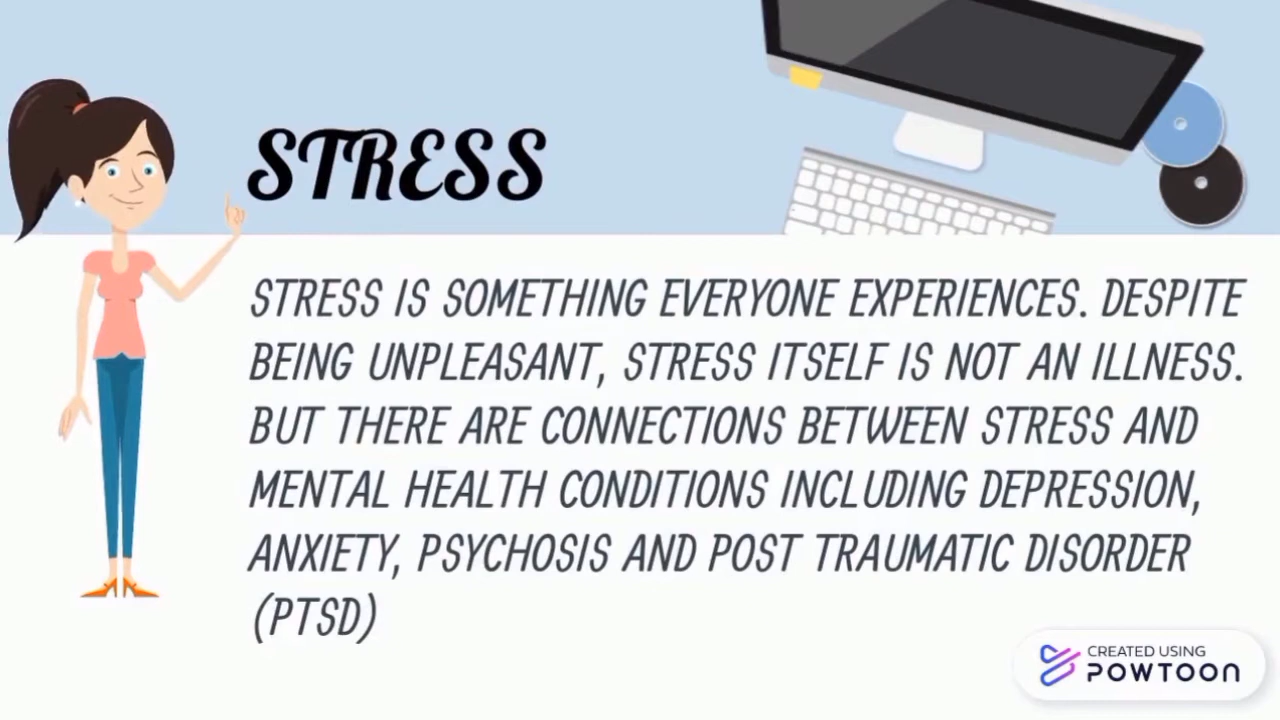 STRESS
STRESS IS SOMETHING EVERYONE EXPERIENCES. DESPITE
BEING UNPLEASANT, STRESS ITSELF IS NOT AN ILLNESS.
BUT THERE ARE CONNECTIONS BETWEEN STRESS AND
MENTAL HEALTH CONDITIONS INCLUDING DEPRESSION,
ANXIETY, PSYCHOSIS AND POST TRAUMATIC DISORDER
(PTSD)
CREATED USING
POWTOON